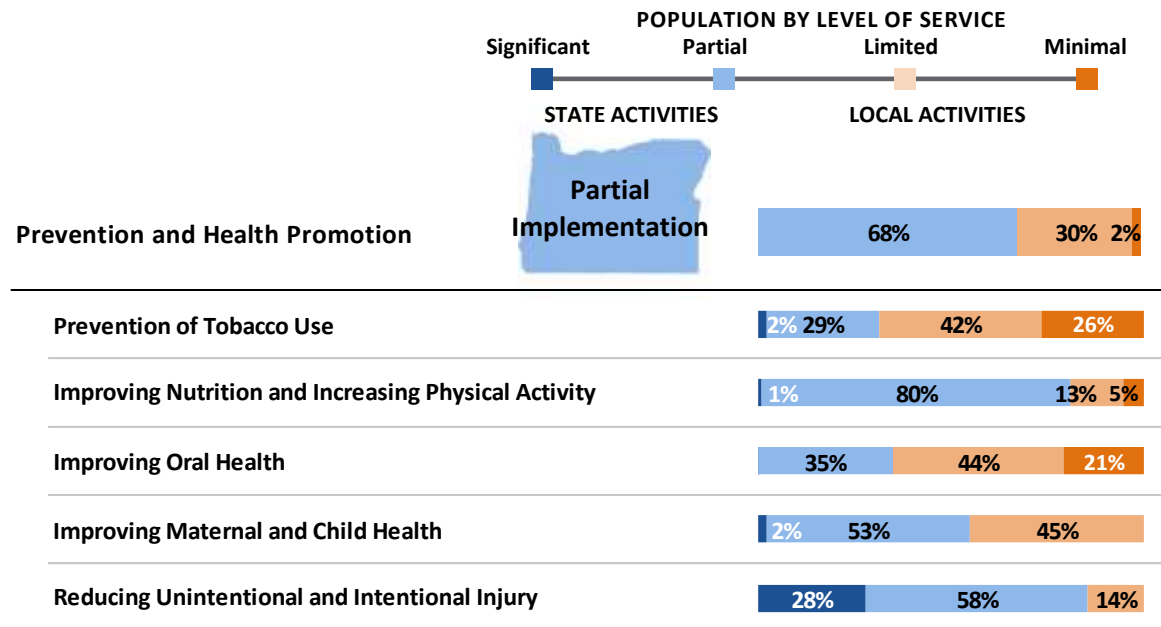 POPULATION BY LEVEL OF SERVICE
Significant Partial Limited Minimal
STATE ACTIVITIES LOCAL ACTIVITIES
Partial
Implementation
Prevention and Health Promotion 68% 30% 2%
Prevention of Tobacco Use 2% 29% 42% 26%
Improving Nutrition and Increasing Physical Activity 1% 80% 13% 5%
Improving Oral Health 35% 44% 21%
Improving Maternal and Child Health 2% 53% 45%
Reducing Unintentional and Intentional Injury 28% 58% 14%